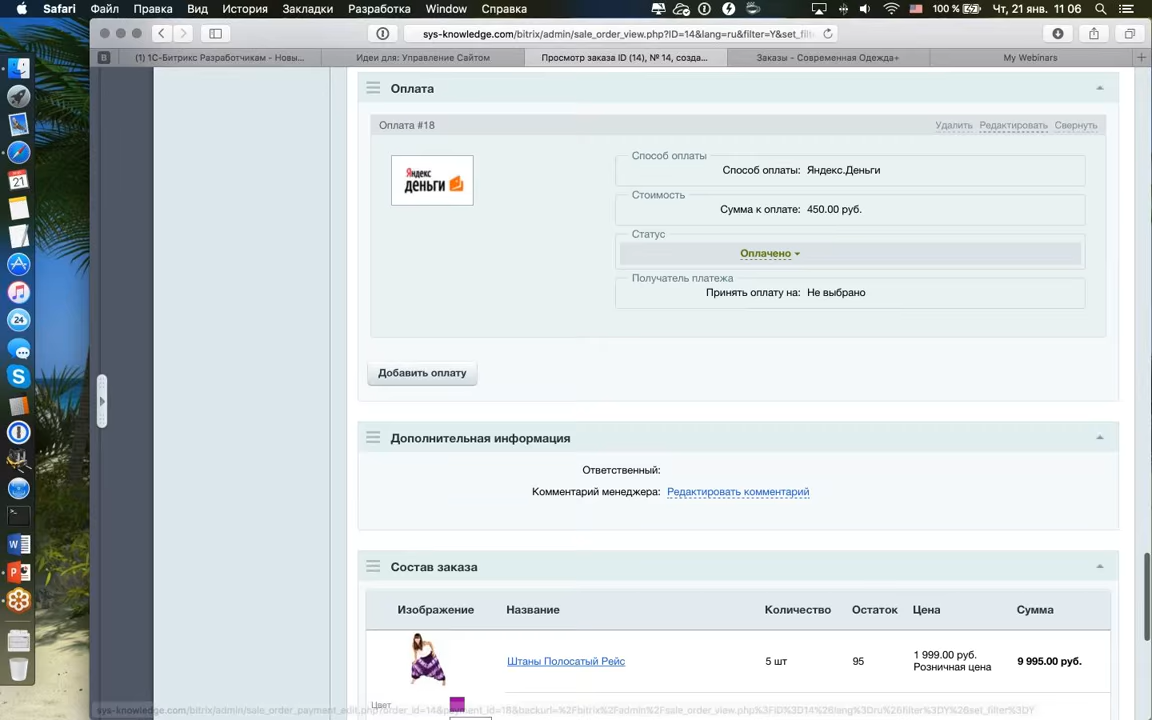 Safari Файл Правка Вид История Закладки Разработка Окно Справка 100 % Чт, 21 янв. 11 06
sys-knowledge.com/bitrix/admin/sale_order_view.php?ID=14&lang=ru&filter=Y&set_filt
(1) 1С-Битрикс Разработчикам - Новы... Идеи для: Управление Сайтом Просмотр заказа ID (14), № 14, созда... Заказы - Современная Одежда+ My Webinars
Оплата
Оплата #18 Удалить Редактировать Свернуть
Яндекс деньги
Способ оплаты
Способ оплаты: Яндекс.Деньги
Стоимость
Сумма к оплате: 450.00 руб.
Статус
Оплачено
Получатель платежа
Принять оплату на: Не выбрано
Добавить оплату
Дополнительная информация
Ответственный:
Комментарий менеджера: Редактировать комментарий
Состав заказа
Изображение Название Количество Остаток Цена Сумма
Штаны Полосатый Рейс 5 шт 95 1 999.00 руб. 9 995.00 руб.
Розничная цена
Цвет